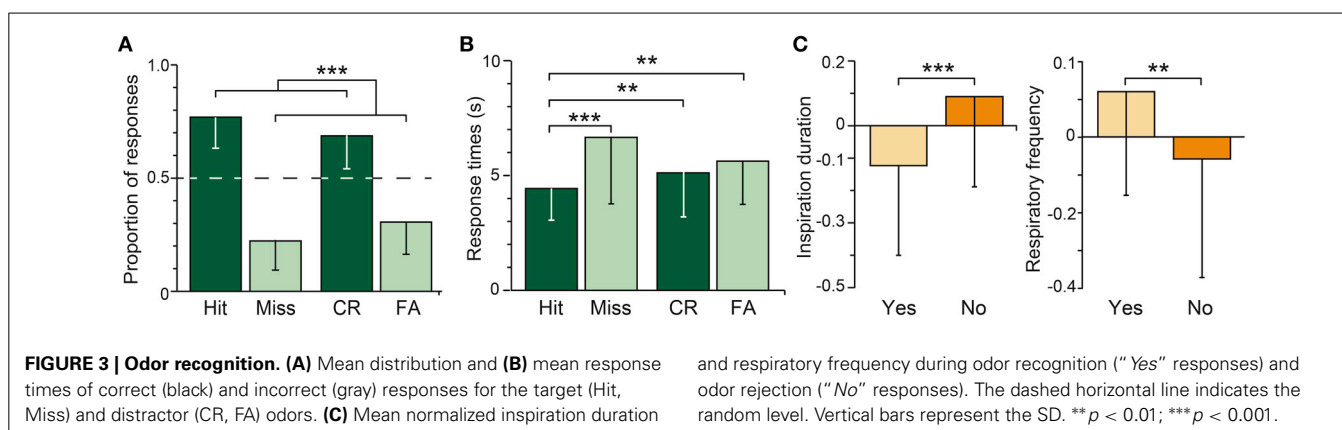 A
B
C
Proportion of responses
1.0
0.5
0
***
Hit Miss CR FA
Response times (s)
10
5
0
**
**
***
Hit Miss CR FA
Inspiration duration
0.2
0
-0.1
-0.3
-0.5
***
Yes No
Respiratory frequency
0.1
0
-0.2
-0.4
**
Yes No
FIGURE 3 | Odor recognition. (A) Mean distribution and (B) mean response
times of correct (black) and incorrect (gray) responses for the target (Hit,
Miss) and distractor (CR, FA) odors. (C) Mean normalized inspiration duration
and respiratory frequency during odor recognition (“Yes” responses) and
odor rejection (“No” responses). The dashed horizontal line indicates the
random level. Vertical bars represent the SD. **p < 0.01; ***p < 0.001.